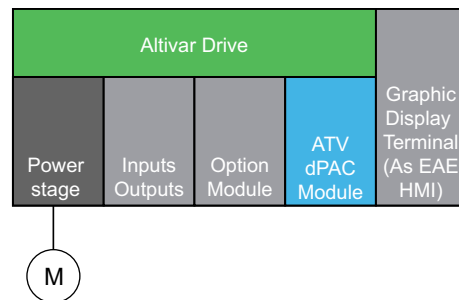 Altivar Drive
Power
stage
Inputs
Outputs
Option
Module
ATV
dPAC
Module
Graphic
Display
Terminal
(As EAE
HMI)
M